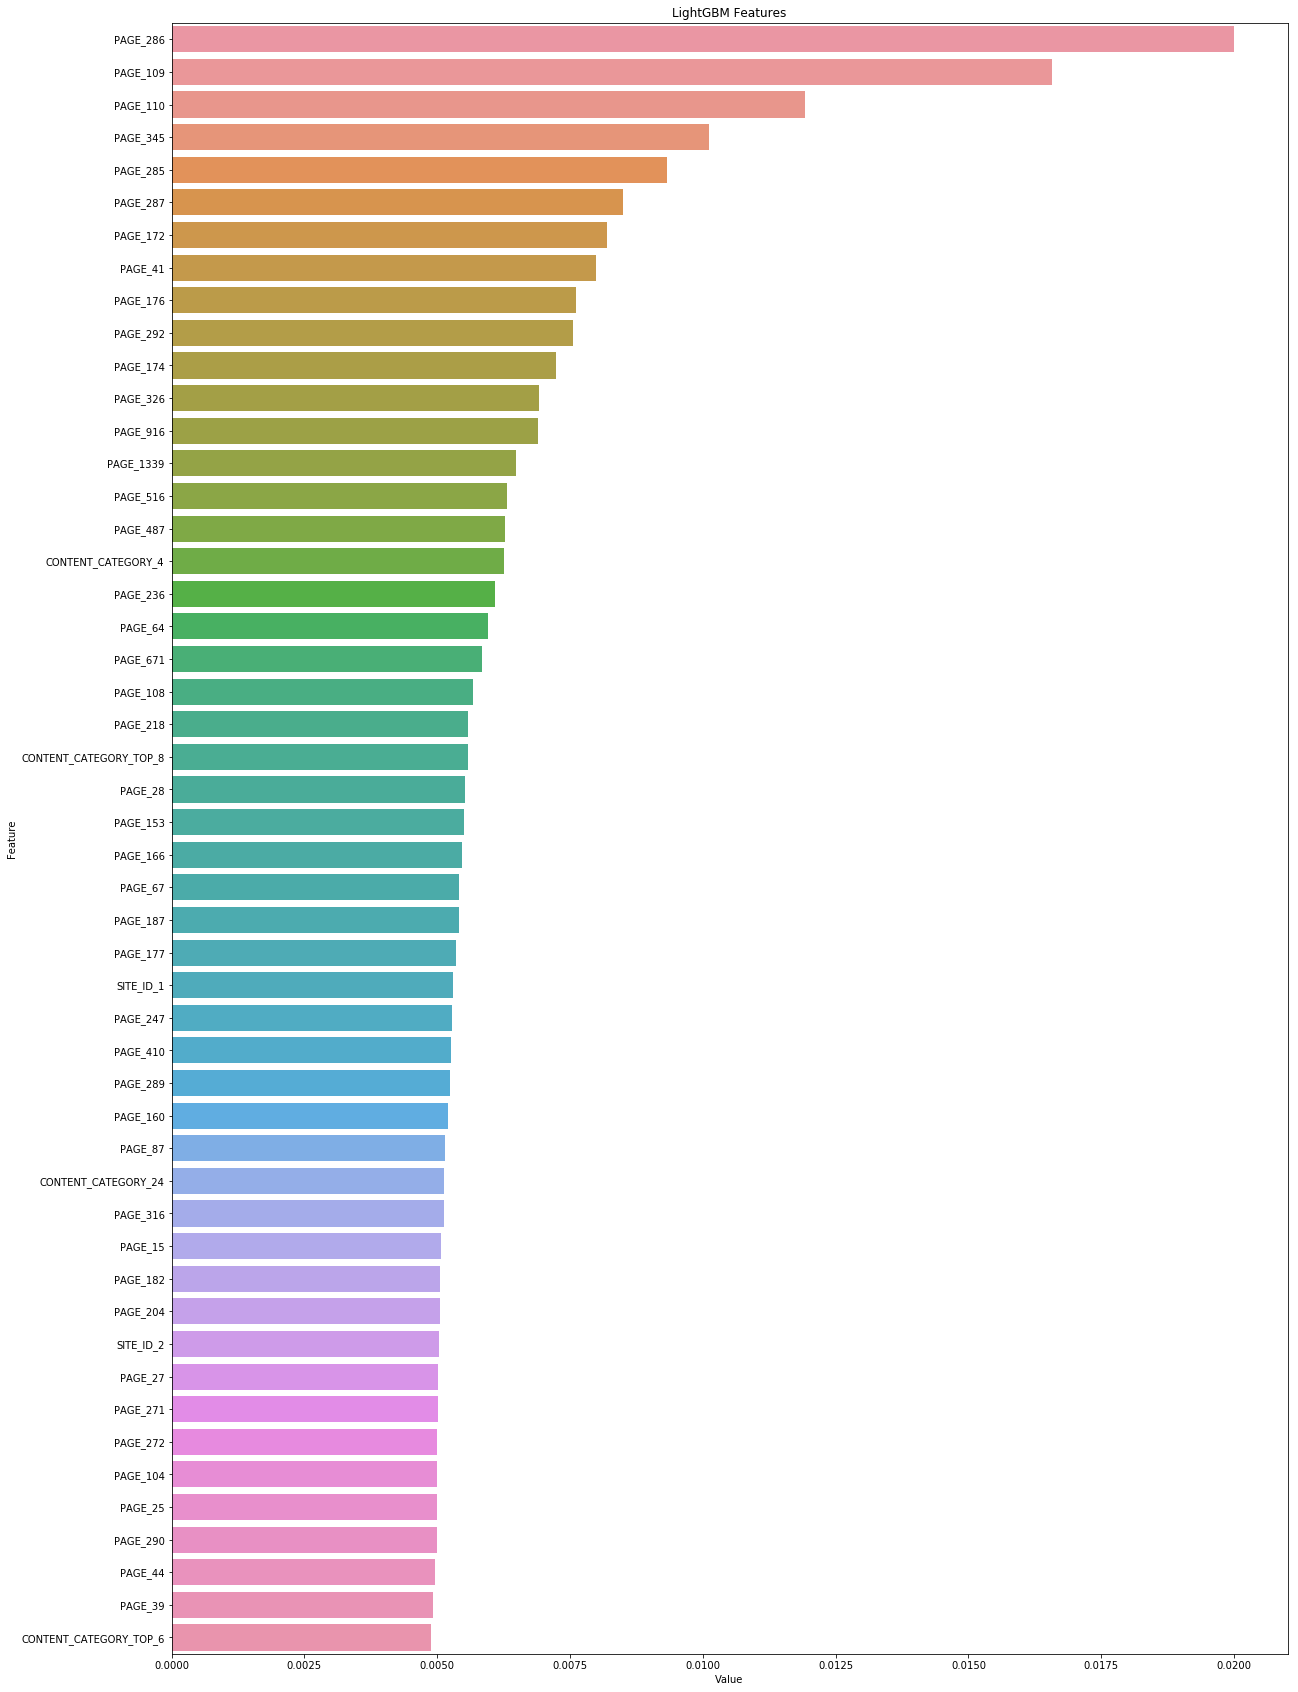 LightGBM Features
PAGE_286
PAGE_109
PAGE_110
PAGE_345
PAGE_285
PAGE_287
PAGE_172
PAGE_41
PAGE_176
PAGE_292
PAGE_174
PAGE_326
PAGE_916
PAGE_1339
PAGE_516
PAGE_487
CONTENT_CATEGORY_4
PAGE_236
PAGE_64
PAGE_671
PAGE_108
PAGE_218
CONTENT_CATEGORY_TOP_8
PAGE_28
PAGE_153
PAGE_166
PAGE_67
PAGE_187
PAGE_177
SITE_ID_1
PAGE_247
PAGE_410
PAGE_289
PAGE_160
PAGE_87
CONTENT_CATEGORY_24
PAGE_316
PAGE_15
PAGE_182
PAGE_204
SITE_ID_2
PAGE_27
PAGE_271
PAGE_272
PAGE_104
PAGE_25
PAGE_290
PAGE_44
PAGE_39
CONTENT_CATEGORY_TOP_6
Feature
0.0000 0.0025 0.0050 0.0075 0.0100 0.0125 0.0150 0.0175 0.0200
Value